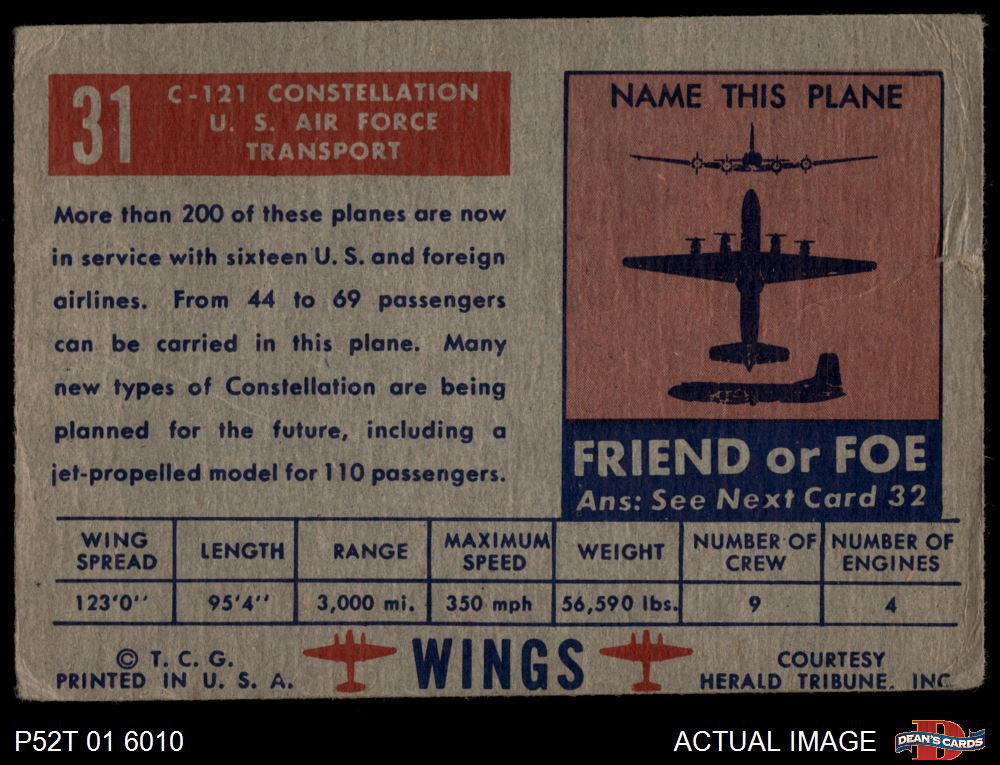 31
C-121 CONSTELLATION
U. S. AIR FORCE
TRANSPORT
More than 200 of these planes are now
in service with sixteen U. S. and foreign
airlines. From 44 to 69 passengers
can be carried in this plane. Many
new types of Constellation are being
planned for the future, including a
jet-propelled model for 110 passengers.
NAME THIS PLANE
FRIEND or FOE
Ans: See Next Card 32
WING SPREAD
LENGTH
RANGE
MAXIMUM SPEED
WEIGHT
NUMBER OF CREW
NUMBER OF ENGINES
123'0''
95'4''
3,000 mi.
350 mph
56,590 lbs.
9
4
© T. C. G.
PRINTED IN U. S. A.
WINGS
COURTESY
HERALD TRIBUNE, INC.
P52T 01 6010
ACTUAL IMAGE
D
DEAN'S CARDS